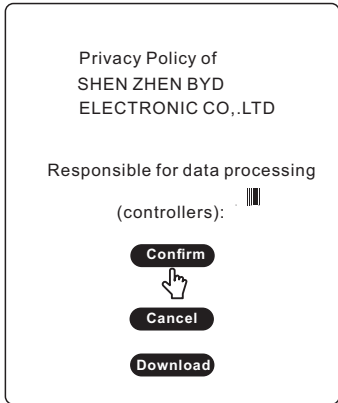 Privacy Policy of
SHEN ZHEN BYD
ELECTRONIC CO,.LTD
Responsible for data processing
(controllers):
Confirm
Cancel
Download